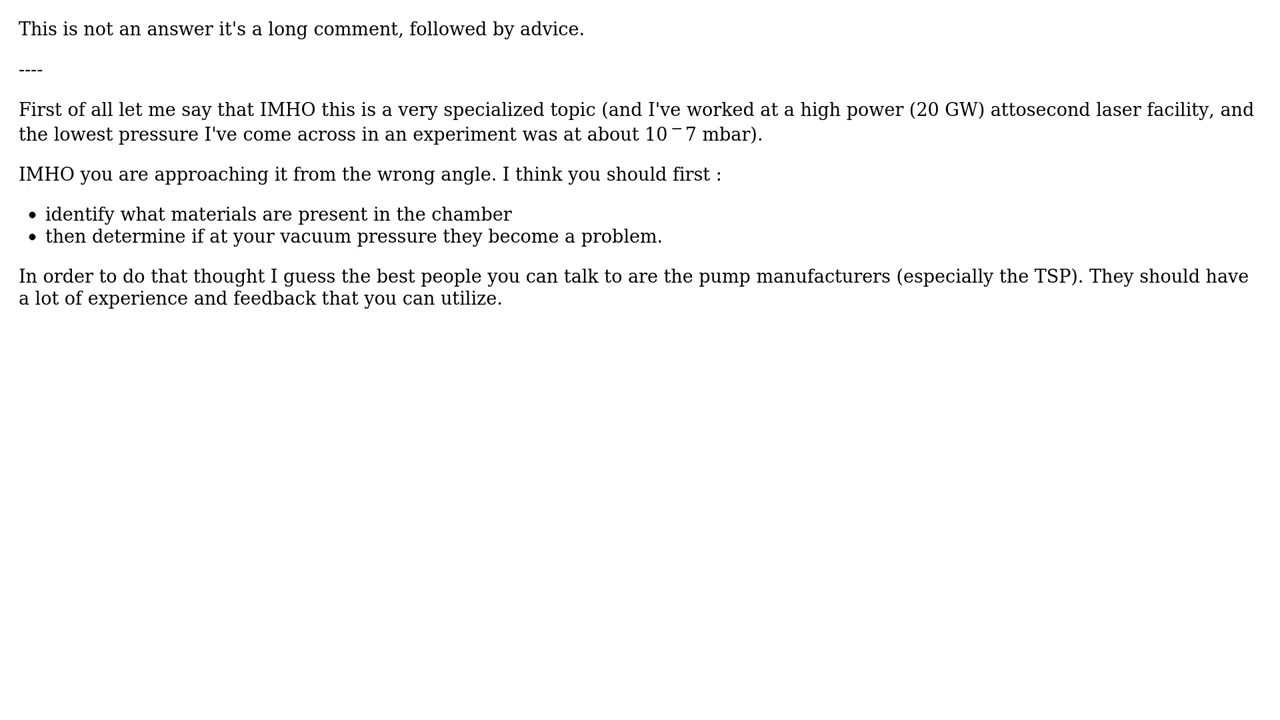 This is not an answer it's a long comment, followed by advice.
----
First of all let me say that IMHO this is a very specialized topic (and I've worked at a high power (20 GW) attosecond laser facility, and
the lowest pressure I've come across in an experiment was at about 10⁻7 mbar).
IMHO you are approaching it from the wrong angle. I think you should first :
• identify what materials are present in the chamber
• then determine if at your vacuum pressure they become a problem.
In order to do that thought I guess the best people you can talk to are the pump manufacturers (especially the TSP). They should have
a lot of experience and feedback that you can utilize.